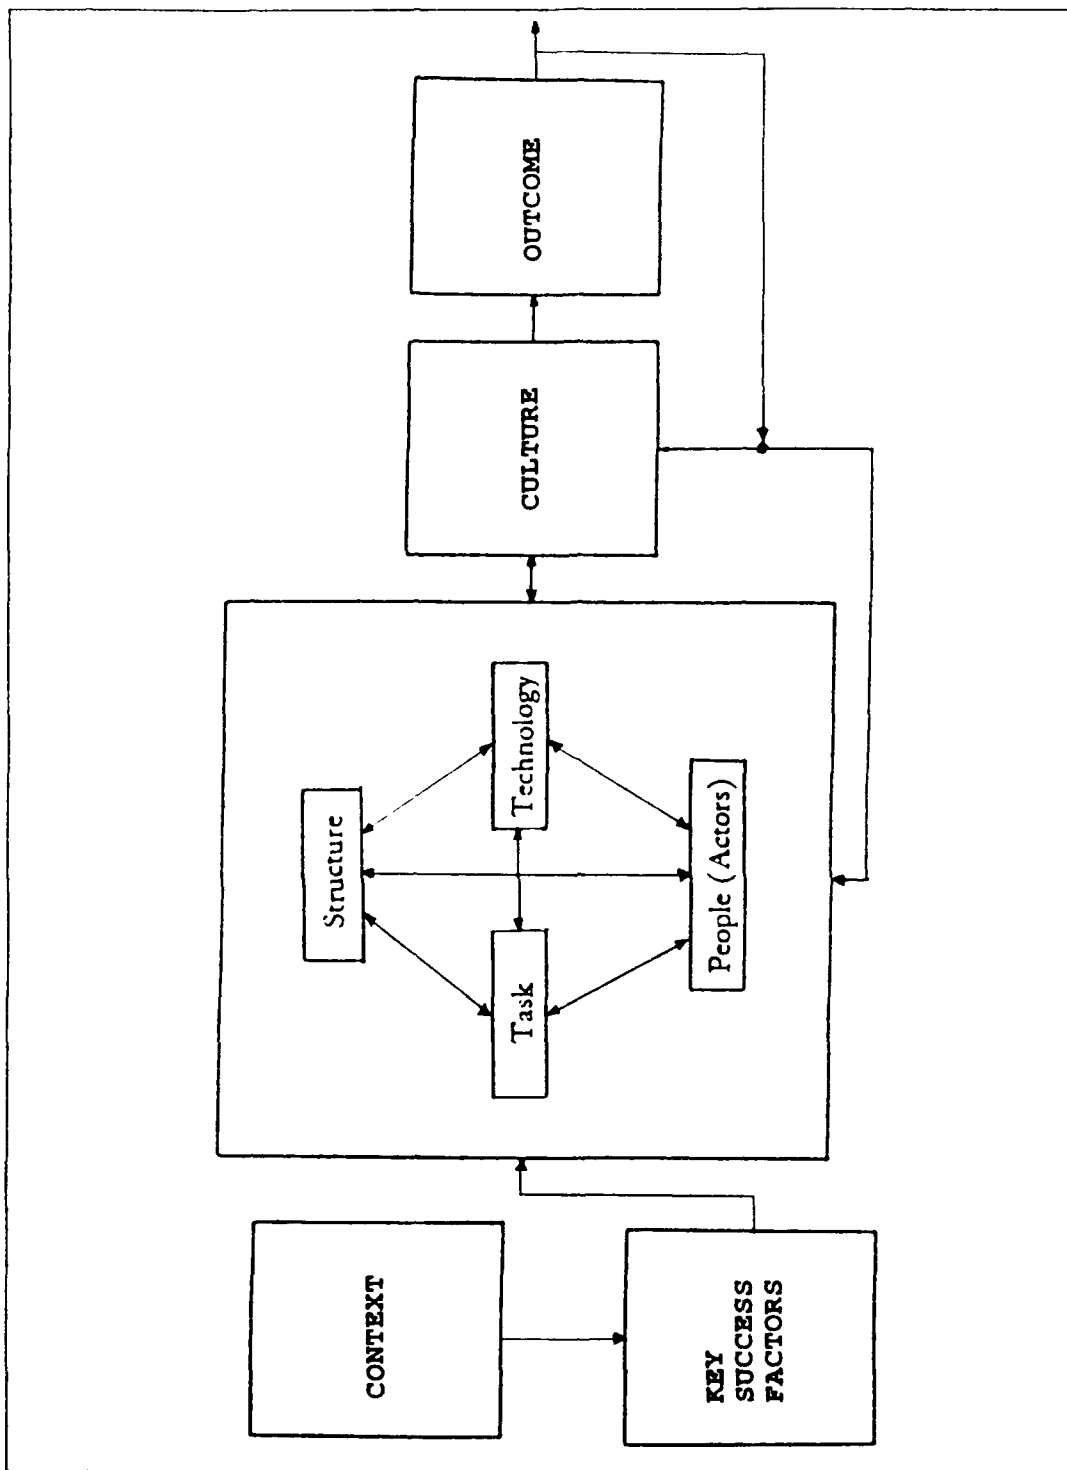 CONTEXT
KEY
SUCCESS
FACTORS
Structure
Task
Technology
People (Actors)
CULTURE
OUTCOME